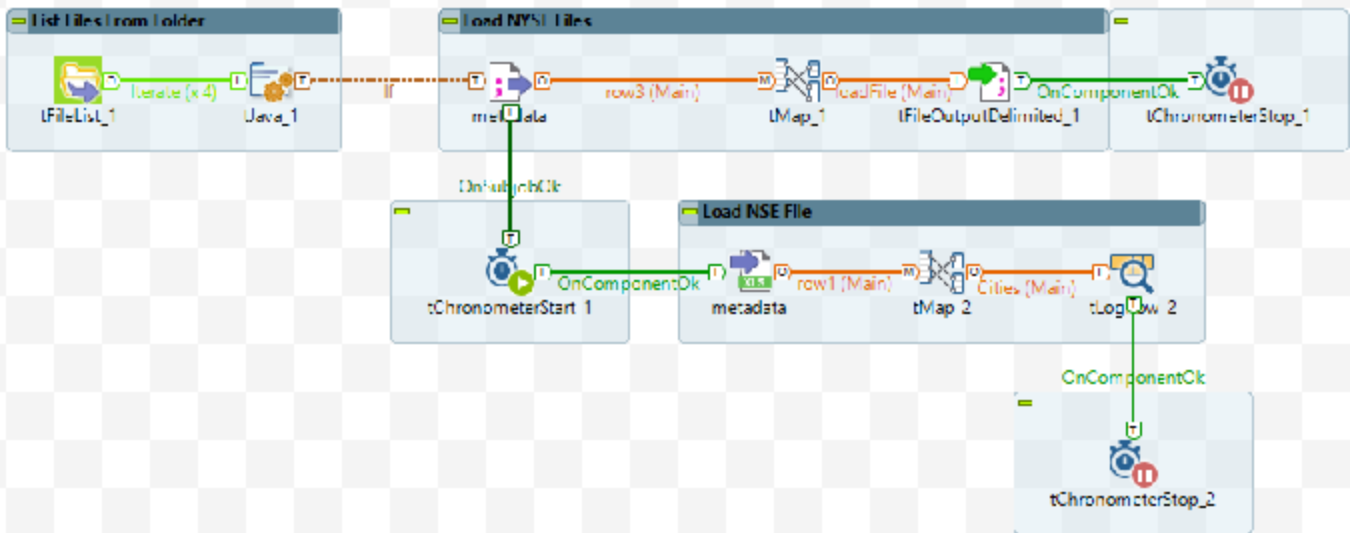 List Files From Folder
Load NYSE Files
Iterate (x 4)
If
row3 (Main)
loadFile (Main)
OnComponentOk
tFileList_1
tJava_1
metadata
tMap_1
tFileOutputDelimited_1
tChronometerStop_1
OnSubjobOk
Load NSE File
OnComponentOk
row1 (Main)
Cities (Main)
tChronometerStart_1
metadata
tMap_2
tLogRow_2
OnComponentOk
tChronometerStop_2